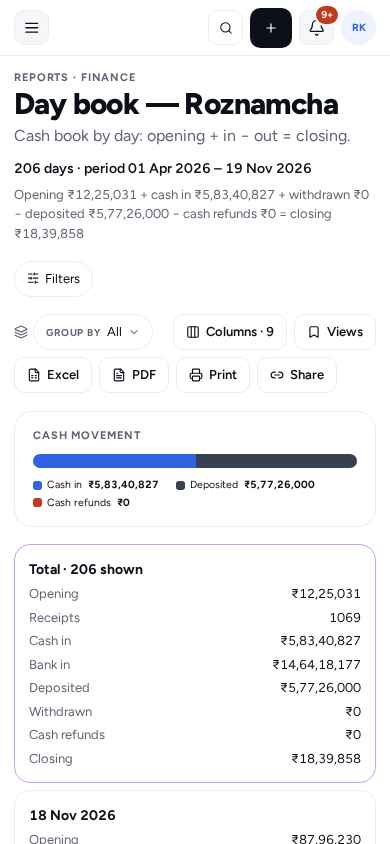 9+
RK
REPORTS · FINANCE
Day book — Roznamcha
Cash book by day: opening + in − out = closing.
206 days · period 01 Apr 2026 – 19 Nov 2026
Opening ₹12,25,031 + cash in ₹5,83,40,827 + withdrawn ₹0
− deposited ₹5,77,26,000 − cash refunds ₹0 = closing
₹18,39,858
Filters
GROUP BY All
Columns · 9
Views
Excel
PDF
Print
Share
CASH MOVEMENT
Cash in ₹5,83,40,827
Deposited ₹5,77,26,000
Cash refunds ₹0
Total · 206 shown
Opening ₹12,25,031
Receipts 1069
Cash in ₹5,83,40,827
Bank in ₹14,64,18,177
Deposited ₹5,77,26,000
Withdrawn ₹0
Cash refunds ₹0
Closing ₹18,39,858
18 Nov 2026
Opening ₹87,96,230